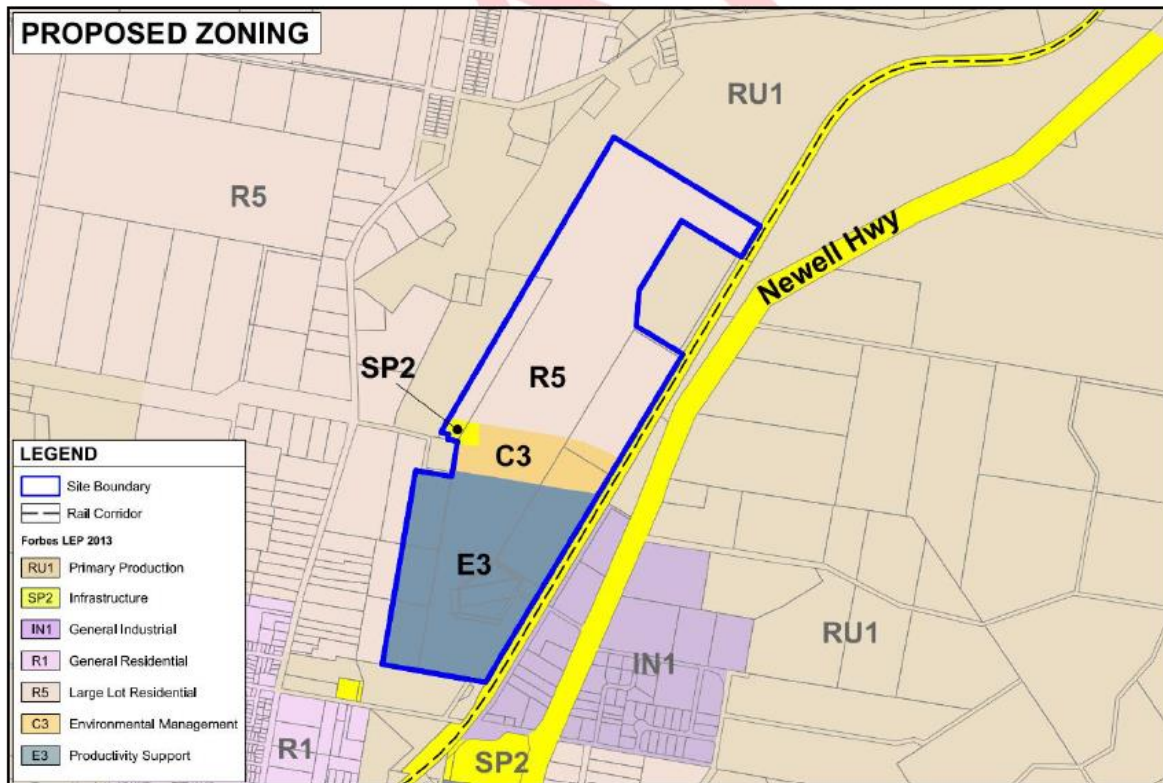 PROPOSED ZONING
RU1
R5
Newell Hwy
SP2
R5
C3
E3
RU1
IN1
R1
SP2
LEGEND
Site Boundary
Rail Corridor
Forbes LEP 2013
RU1 Primary Production
SP2 Infrastructure
IN1 General Industrial
R1 General Residential
R5 Large Lot Residential
C3 Environmental Management
E3 Productivity Support